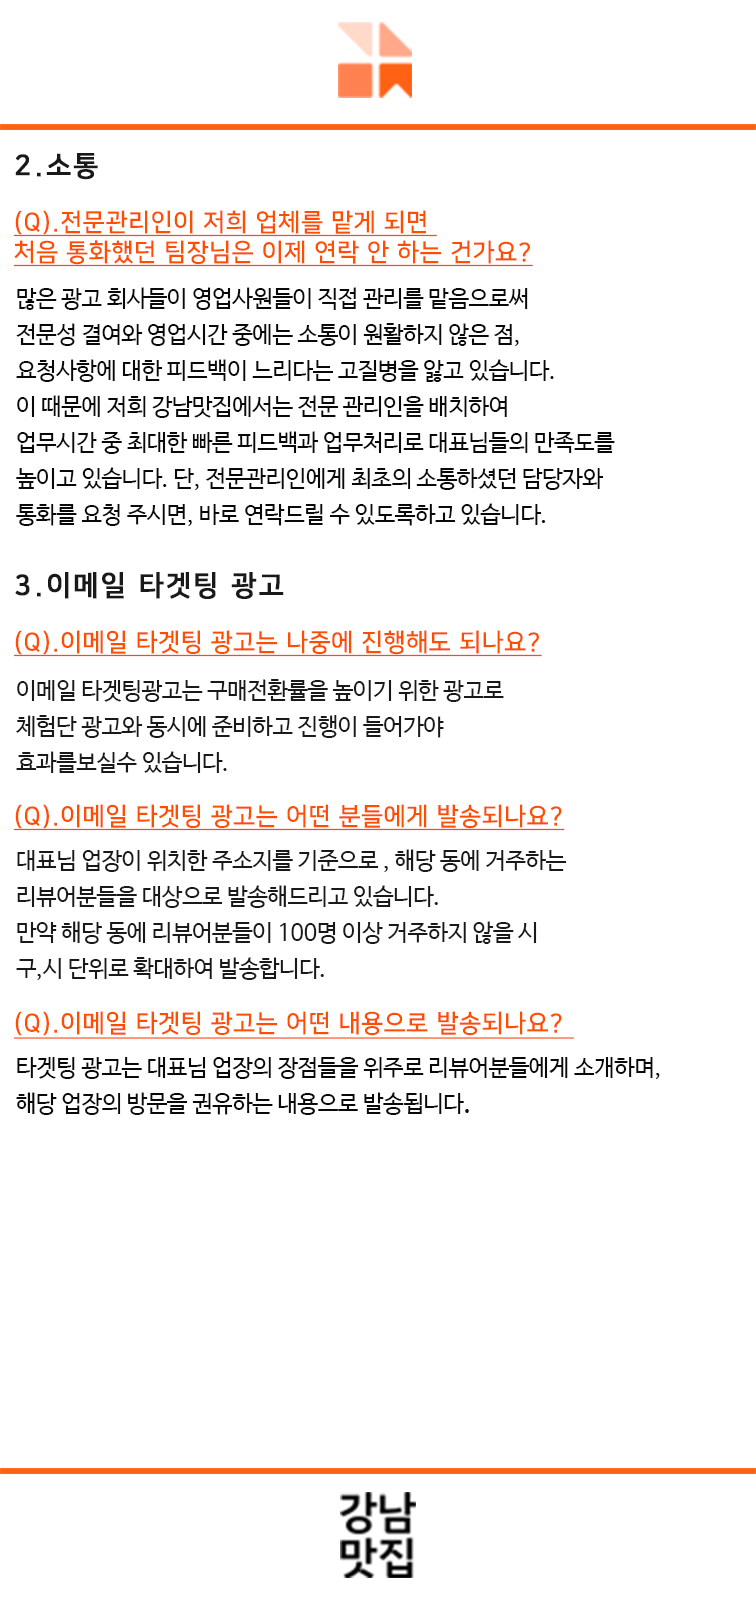 2.소통
(Q).전문관리인이 저희 업체를 맡게 되면
처음 통화했던 팀장님은 이제 연락 안 하는 건가요?
많은 광고 회사들이 영업사원들이 직접 관리를 맡음으로써
전문성 결여와 영업시간 중에는 소통이 원활하지 않은 점,
요청사항에 대한 피드백이 느리다는 고질병을 앓고 있습니다.
이 때문에 저희 강남맛집에서는 전문 관리인을 배치하여
업무시간 중 최대한 빠른 피드백과 업무처리로 대표님들의 만족도를
높이고 있습니다. 단, 전문관리인에게 최초의 소통하셨던 담당자와
통화를 요청 주시면, 바로 연락드릴 수 있도록하고 있습니다.
3.이메일 타겟팅 광고
(Q).이메일 타겟팅 광고는 나중에 진행해도 되나요?
이메일 타겟팅광고는 구매전환률을 높이기 위한 광고로
체험단 광고와 동시에 준비하고 진행이 들어가야
효과를보실수 있습니다.
(Q).이메일 타겟팅 광고는 어떤 분들에게 발송되나요?
대표님 업장이 위치한 주소지를 기준으로 , 해당 동에 거주하는
리뷰어분들을 대상으로 발송해드리고 있습니다.
만약 해당 동에 리뷰어분들이 100명 이상 거주하지 않을 시
구,시 단위로 확대하여 발송합니다.
(Q).이메일 타겟팅 광고는 어떤 내용으로 발송되나요?
타겟팅 광고는 대표님 업장의 장점들을 위주로 리뷰어분들에게 소개하며,
해당 업장의 방문을 권유하는 내용으로 발송됩니다.
강남
맛집